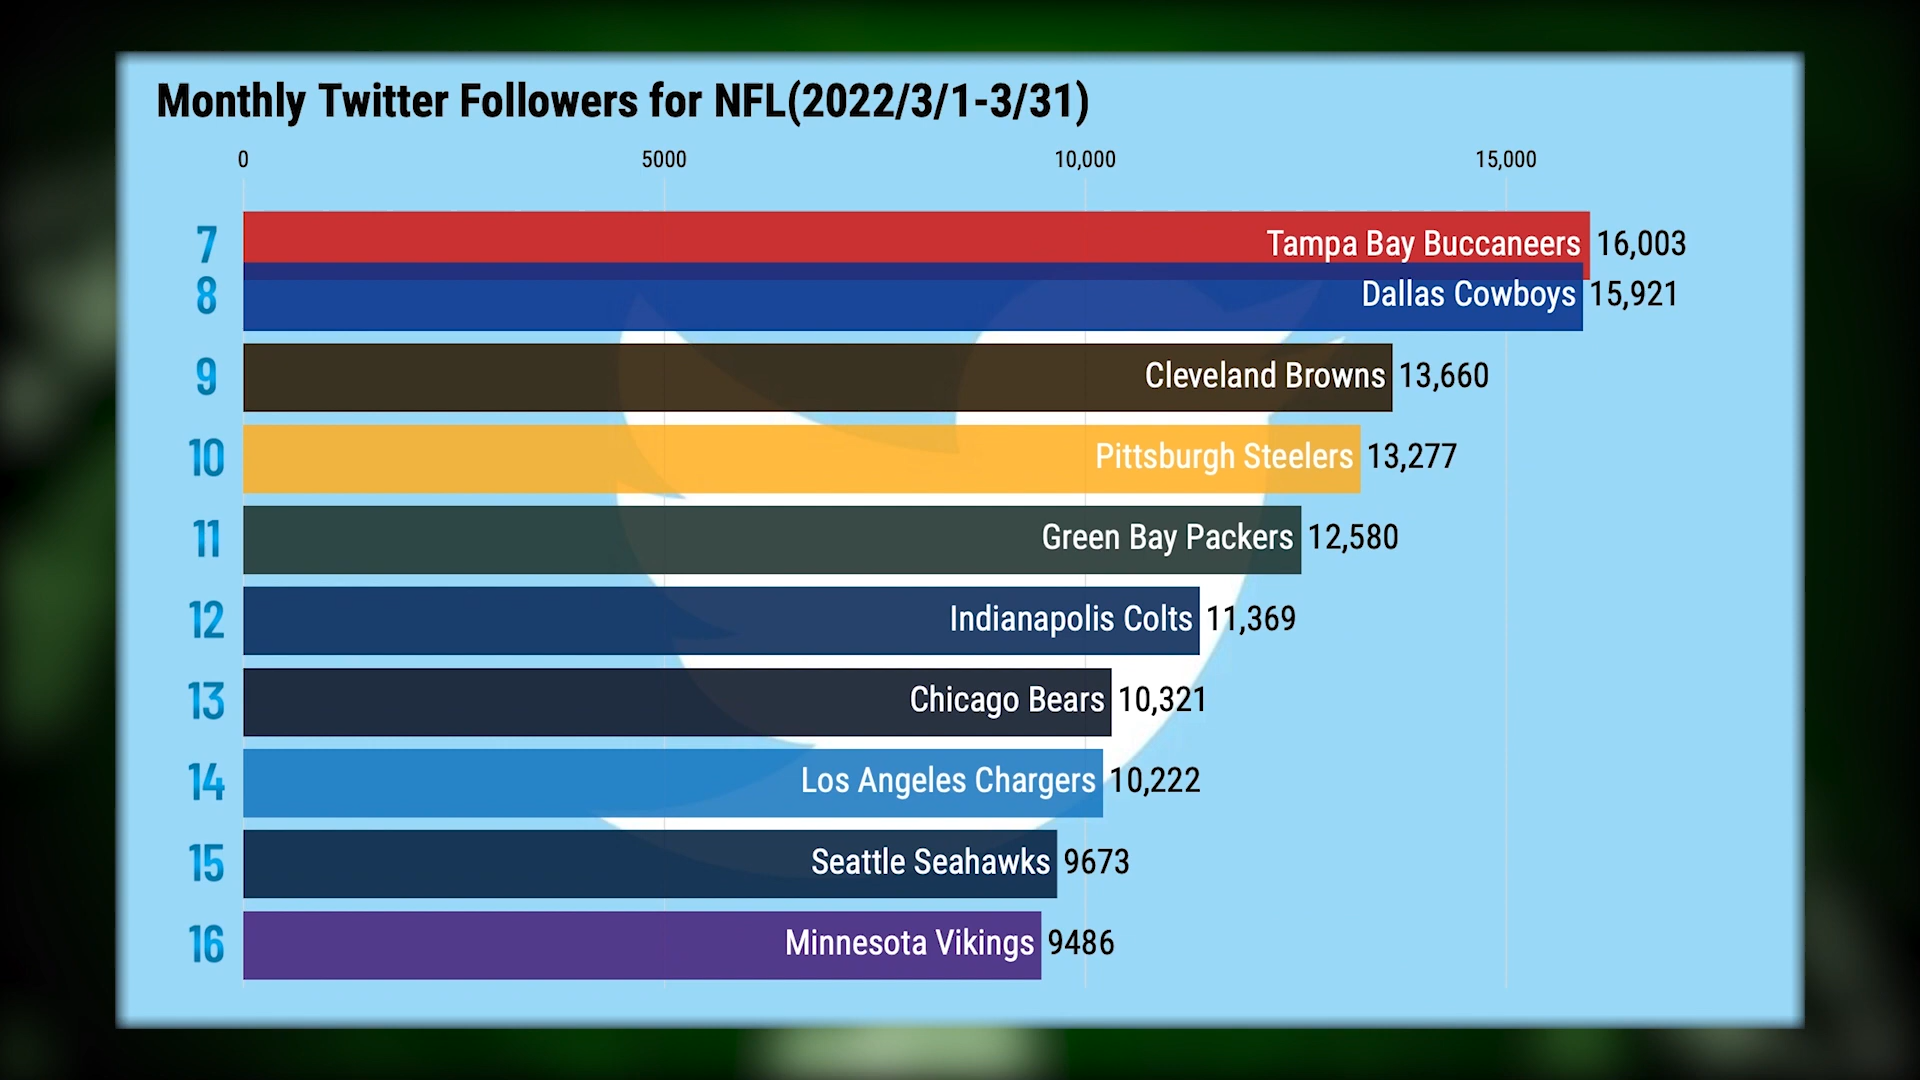 Monthly Twitter Followers for NFL(2022/3/1-3/31)
0 5000 10,000 15,000
7 Tampa Bay Buccaneers 16,003
8 Dallas Cowboys 15,921
9 Cleveland Browns 13,660
10 Pittsburgh Steelers 13,277
11 Green Bay Packers 12,580
12 Indianapolis Colts 11,369
13 Chicago Bears 10,321
14 Los Angeles Chargers 10,222
15 Seattle Seahawks 9673
16 Minnesota Vikings 9486